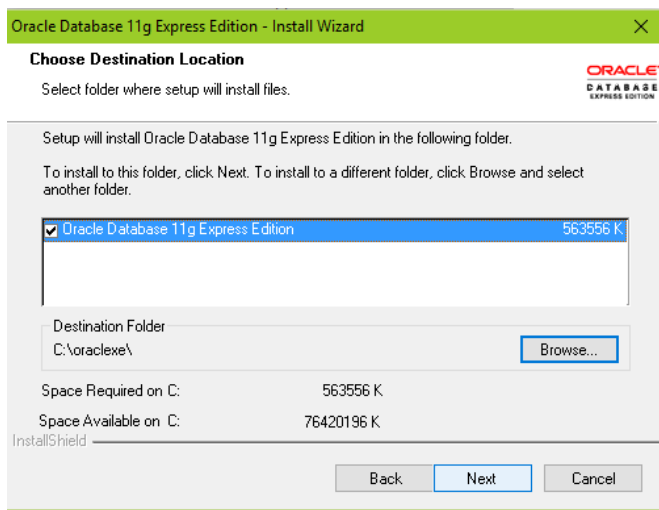 Oracle Database 11g Express Edition - Install Wizard
Choose Destination Location
Select folder where setup will install files.
ORACLE
DATABASE
EXPRESS EDITION
Setup will install Oracle Database 11g Express Edition in the following folder.
To install to this folder, click Next. To install to a different folder, click Browse and select
another folder.
Oracle Database 11g Express Edition 563556 K
Destination Folder
C:\oraclexe\ Browse...
Space Required on C: 563556 K
Space Available on C: 76420196 K
InstallShield
Back Next Cancel